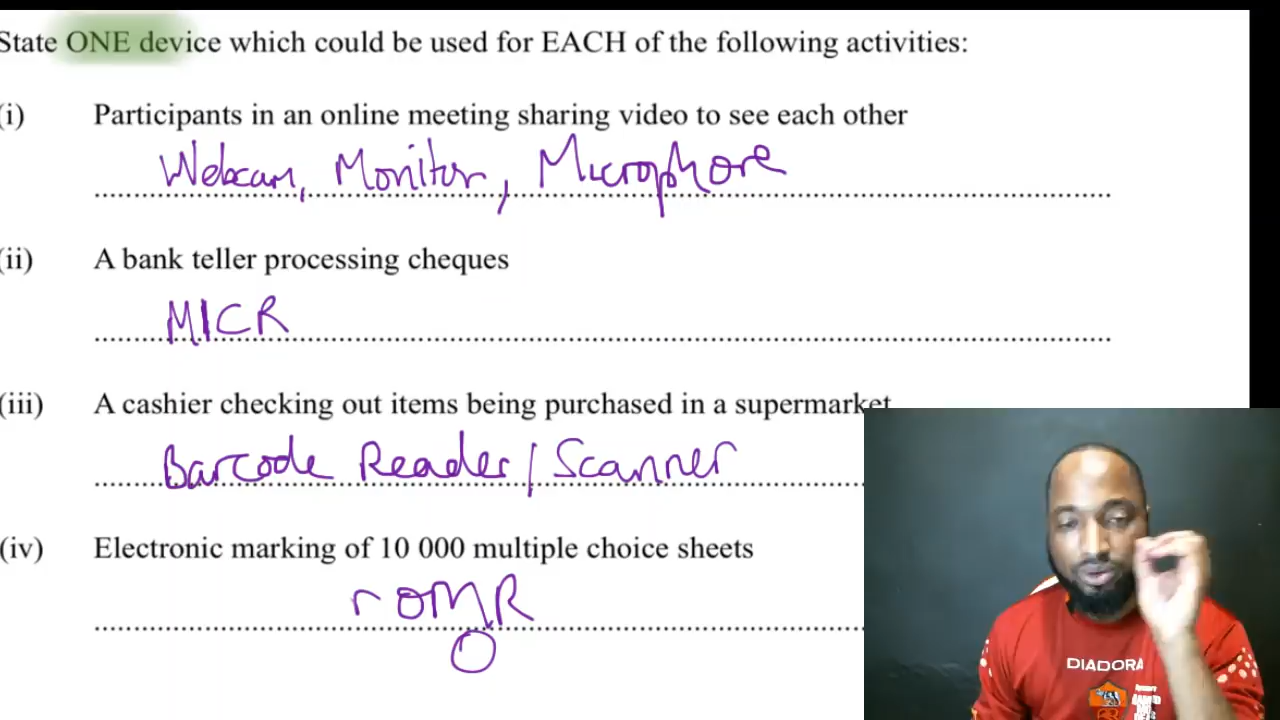 State ONE device which could be used for EACH of the following activities:
(i) Participants in an online meeting sharing video to see each other
Webcam, Monitor, Microphone
(ii) A bank teller processing cheques
MICR
(iii) A cashier checking out items being purchased in a supermarket
Barcode Reader/Scanner
(iv) Electronic marking of 10 000 multiple choice sheets
r OMR
O
DIADORA